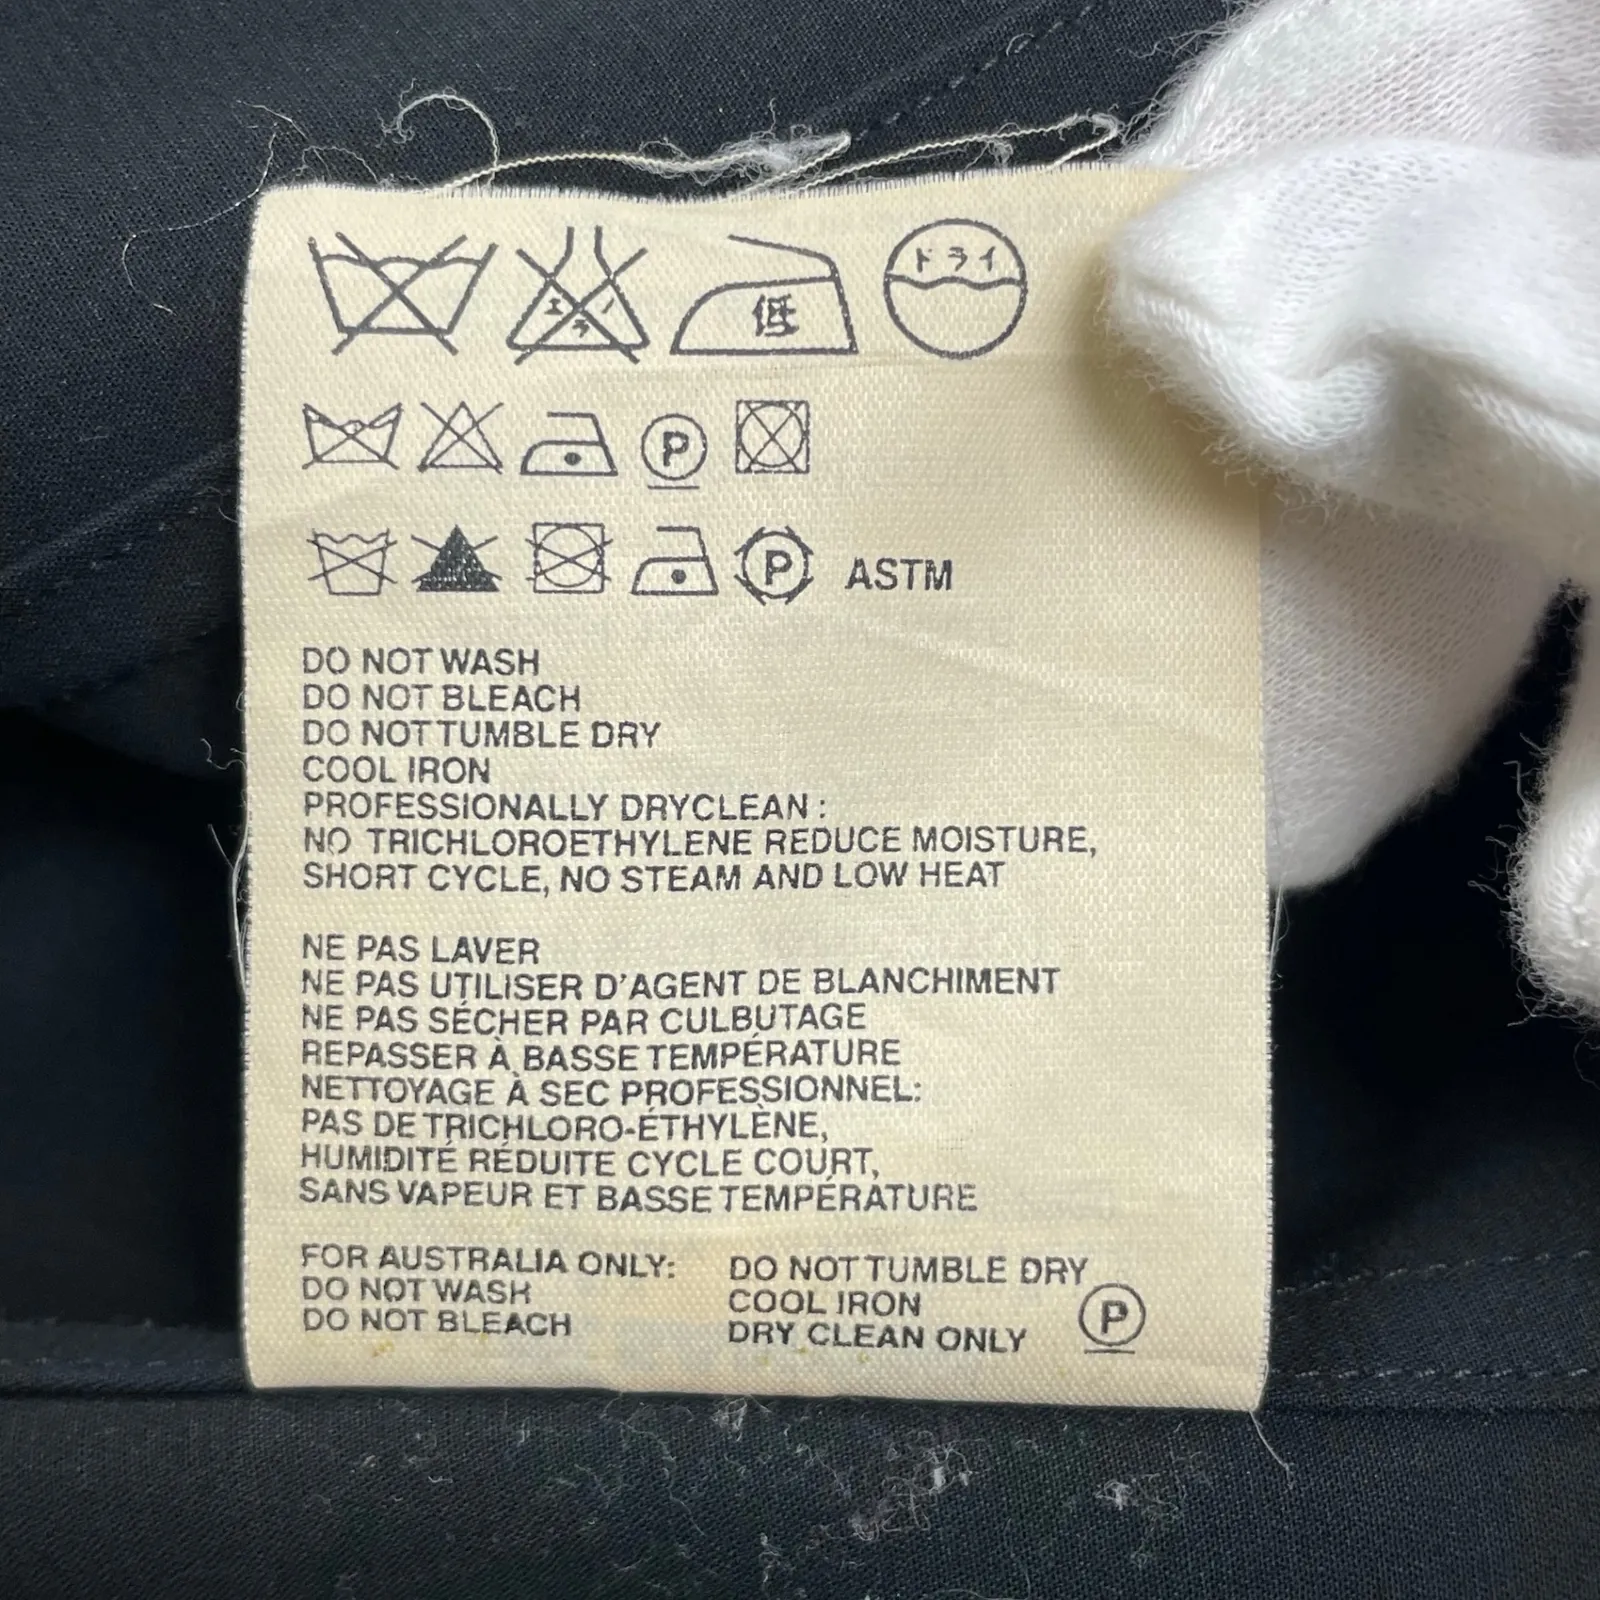 エ
ラ
低
ドライ
P
P ASTM
DO NOT WASH
DO NOT BLEACH
DO NOT TUMBLE DRY
COOL IRON
PROFESSIONALLY DRYCLEAN :
NO TRICHLOROETHYLENE REDUCE MOISTURE,
SHORT CYCLE, NO STEAM AND LOW HEAT
NE PAS LAVER
NE PAS UTILISER D'AGENT DE BLANCHIMENT
NE PAS SÉCHER PAR CULBUTAGE
REPASSER À BASSE TEMPÉRATURE
NETTOYAGE À SEC PROFESSIONNEL:
PAS DE TRICHLORO-ÉTHYLÈNE,
HUMIDITÉ RÉDUITE CYCLE COURT,
SANS VAPEUR ET BASSE TEMPÉRATURE
FOR AUSTRALIA ONLY:
DO NOT WASH
DO NOT BLEACH
DO NOT TUMBLE DRY
COOL IRON
DRY CLEAN ONLY
P